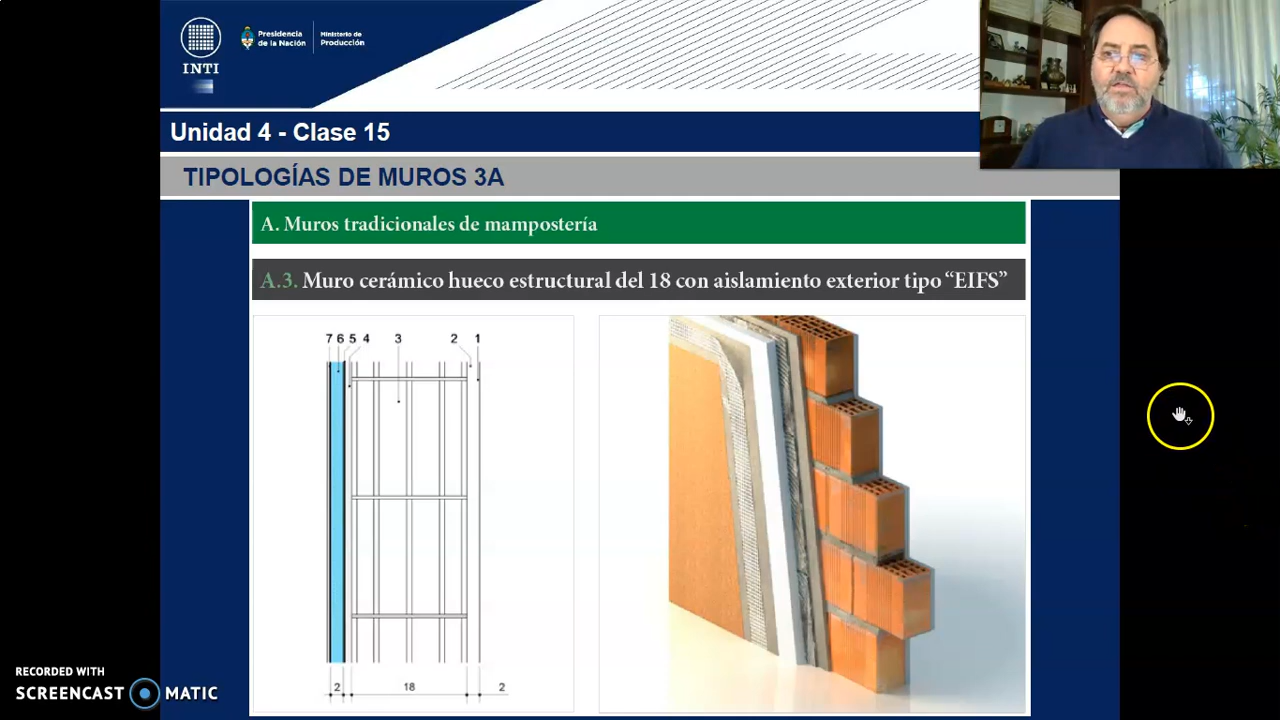 INTI
Presidencia
de la Nación
Ministerio de
Producción
Unidad 4 - Clase 15
TIPOLOGÍAS DE MUROS 3A
A. Muros tradicionales de mampostería
A.3. Muro cerámico hueco estructural del 18 con aislamiento exterior tipo “EIFS”
7 6 5 4 3 2 1
2 18 2
RECORDED WITH
SCREENCAST MATIC